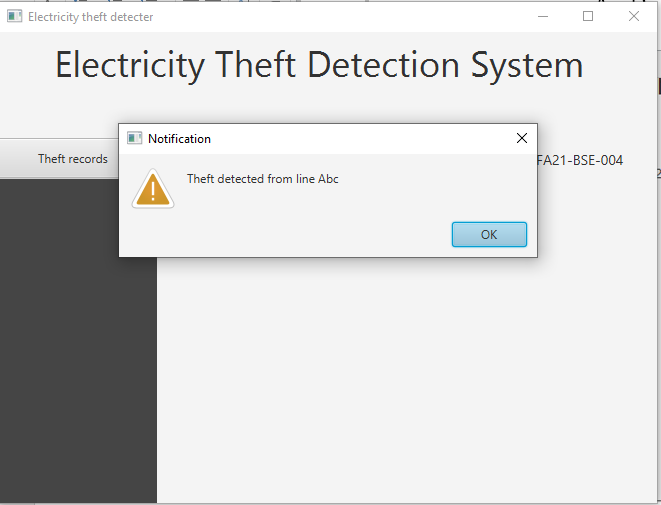 Electricity theft detecter
Electricity Theft Detection System
Notification
Theft records
FA21-BSE-004
Theft detected from line Abc
OK